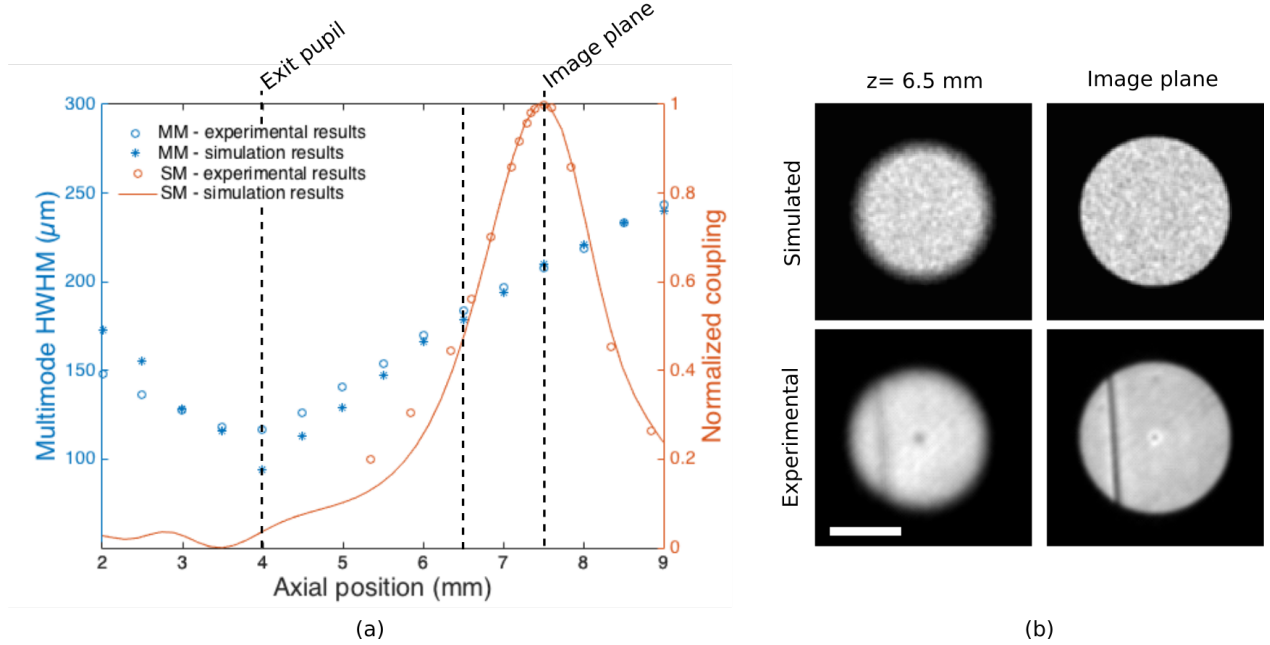 Exit pupil
Image plane
300
250
200
150
100
Multimode HWHM (μm)
MM - experimental results
MM - simulation results
SM - experimental results
SM - simulation results
1
0.8
0.6
0.4
0.2
0
Normalized coupling
2 3 4 5 6 7 8 9
Axial position (mm)
(a)
z= 6.5 mm
Image plane
Simulated
Experimental
(b)